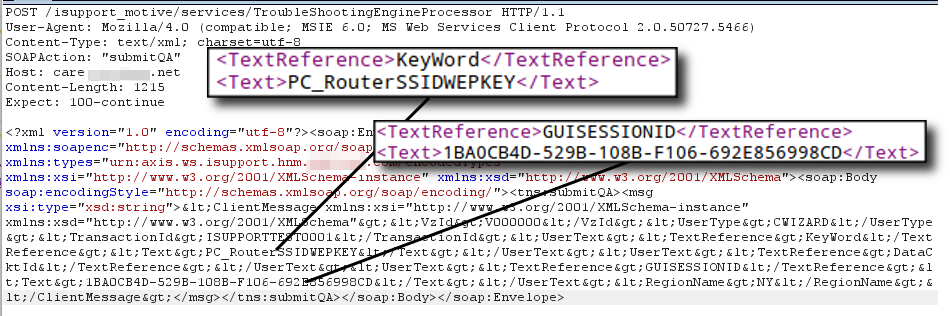 POST /isupport_motive/services/TroubleShootingEngineProcessor HTTP/1.1
User-Agent: Mozilla/4.0 (compatible; MSIE 6.0; MS Web Services Client Protocol 2.0.50727.5466)
Content-Type: text/xml; charset=utf-8
SOAPAction: "submitQA"
Host: care .net
Content-Length: 1215
Expect: 100-continue
<TextReference>KeyWord</TextReference>
<Text>PC_RouterSSIDWEPKEY</Text>
<TextReference>GUISESSIONID</TextReference>
<Text>1BA0CB4D-529B-108B-F106-692E856998CD</Text>
<?xml version="1.0" encoding="utf-8"?><soap:En
xmlns:soapenc="http://schemas.xmlsoap.org/soap
xmlns:types="urn:axis.ws.isupport.hnm.
xmlns:xsi="http://www.w3.org/2001/XMLSchema-instance" xmlns:xsd="http://www.w3.org/2001/XMLSchema"><soap:Body
soap:encodingStyle="http://schemas.xmlsoap.org/soap/encoding/"><tns:submitQA><msg
xsi:type="xsd:string">&lt;ClientMessage xmlns:xsi="http://www.w3.org/2001/XMLSchema-instance"
xmlns:xsd="http://www.w3.org/2001/XMLSchema"&gt;&lt;VzId&gt;V000000&lt;/VzId&gt;&lt;UserType&gt;CWIZARD&lt;/UserType
&gt;&lt;TransactionId&gt;ISUPPORTTEST0001&lt;/TransactionId&gt;&lt;UserText&gt;&lt;TextReference&gt;KeyWord&lt;/Text
Reference&gt;&lt;Text&gt;PC_RouterSSIDWEPKEY&lt;/Text&gt;&lt;/UserText&gt;&lt;UserText&gt;&lt;TextReference&gt;DataC
ktId&lt;/TextReference&gt;&lt;/UserText&gt;&lt;UserText&gt;&lt;TextReference&gt;GUISESSIONID&lt;/TextReference&gt;&l
t;Text&gt;1BA0CB4D-529B-108B-F106-692E856998CD&lt;/Text&gt;&lt;/UserText&gt;&lt;RegionName&gt;NY&lt;/RegionName&gt;&
lt;/ClientMessage&gt;</msg></tns:submitQA></soap:Body></soap:Envelope>